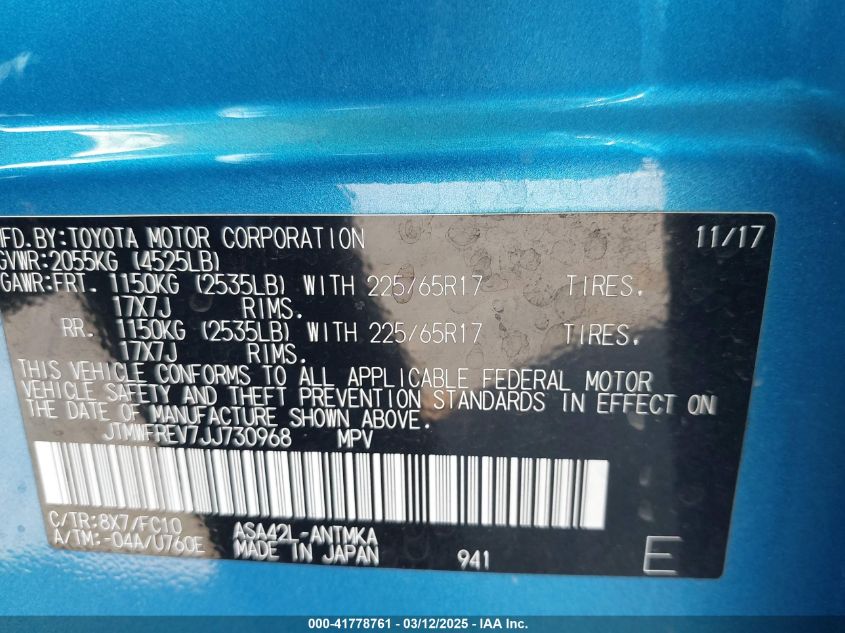 MFD.BY:TOYOTA MOTOR CORPORATION 11/17
GVWR:2055KG (4525LB)
GAWR:FRT. 1150KG (2535LB) WITH 225/65R17 TIRES.
17X7J RIMS.
RR. 1150KG (2535LB) WITH 225/65R17 TIRES.
17X7J RIMS.
THIS VEHICLE CONFORMS TO ALL APPLICABLE FEDERAL MOTOR
VEHICLE SAFETY AND THEFT PREVENTION STANDARDS IN EFFECT ON
THE DATE OF MANUFACTURE SHOWN ABOVE.
JTMWFREV7JJ730968 MPV
C/TR:8X7/FC10 ASA42L-ANTMKA
A/TM:-04A/U760E MADE IN JAPAN 941 E
000-41778761 - 03/12/2025 - IAA Inc.